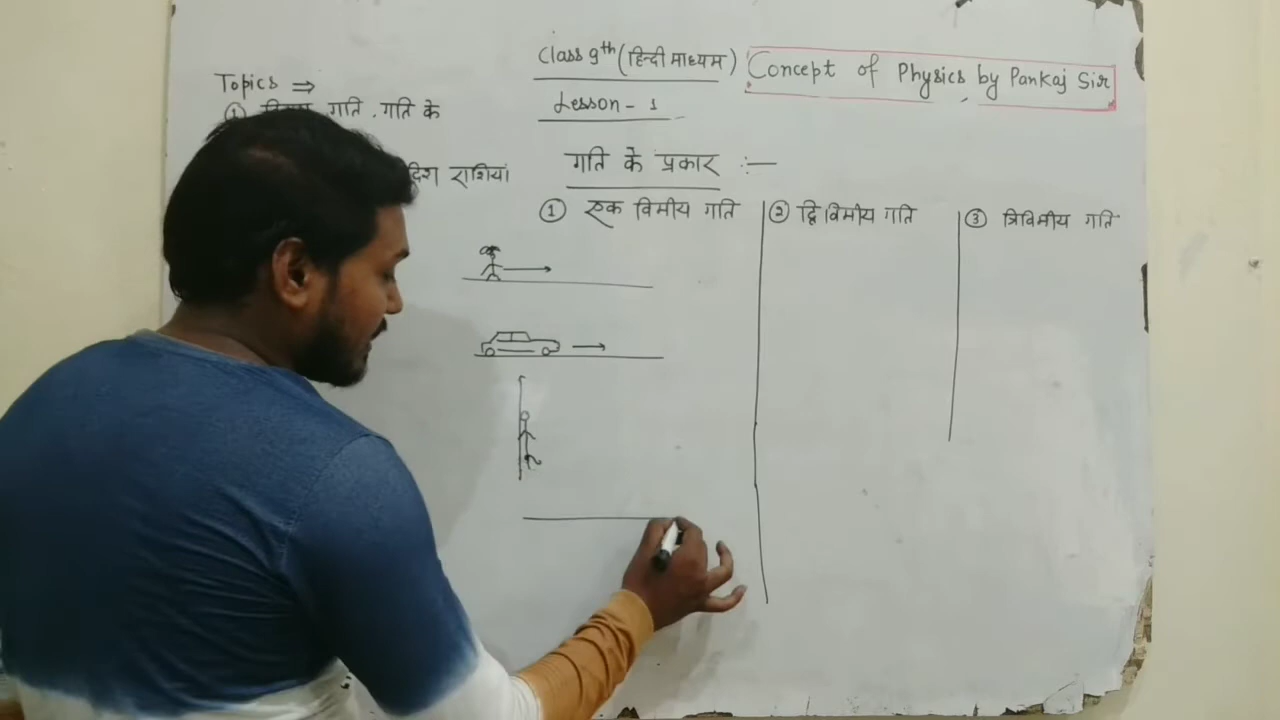 Class 9th (हिन्दी माध्यम)
Concept of Physics by Pankaj Sir
Topics ⇒
Lesson - 1
① गति , गति के
राशियां
गति के प्रकार :—
① एक विमीय गति
② द्वि विमीय गति
③ त्रिविमीय गति